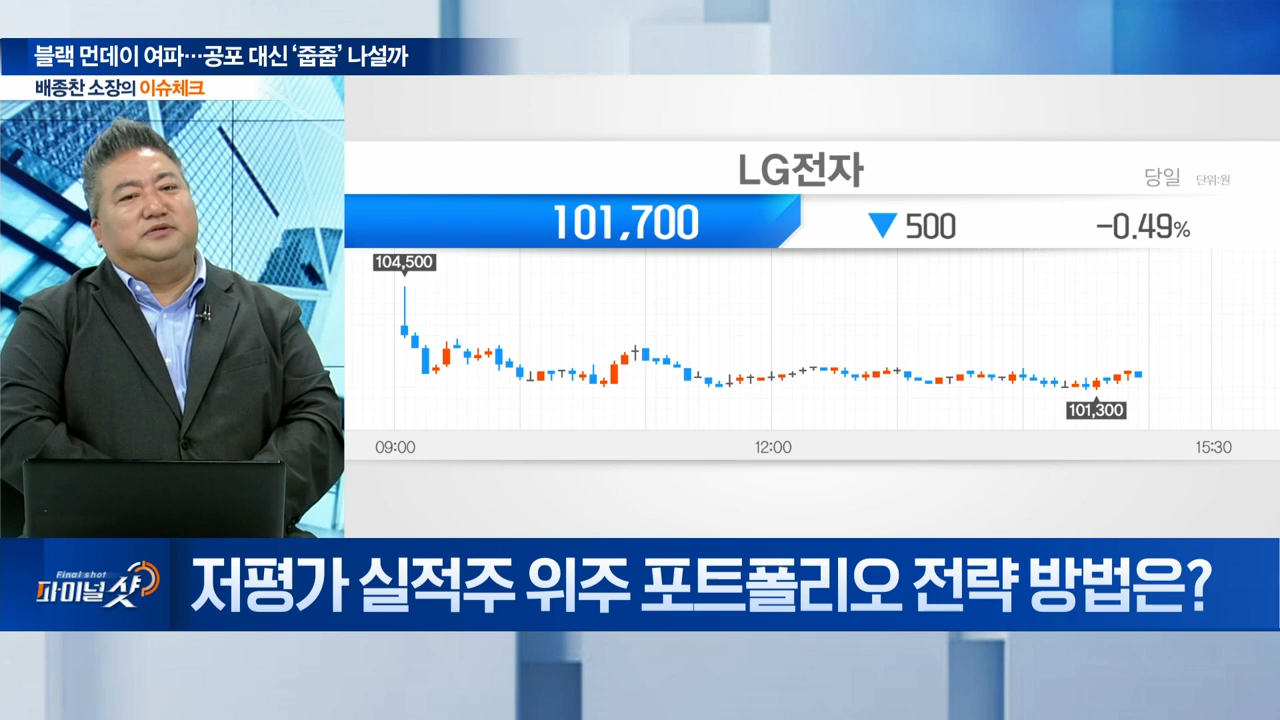 블랙 먼데이 여파…공포 대신 ‘줍줍’ 나설까
배종찬 소장의 이슈체크
LG전자
당일 단위:원
101,700 ▼500 -0.49%
104,500
101,300
09:00 12:00 15:30
Final shot
파이널 샷
저평가 실적주 위주 포트폴리오 전략 방법은?